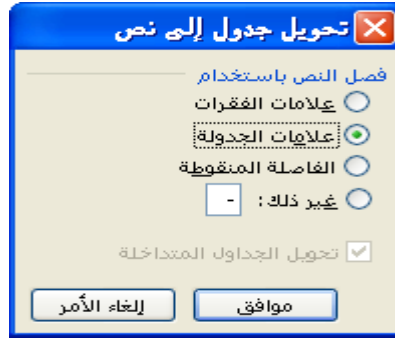 تحويل جدول إلى نص
فصل النص باستخدام
علامات الفقرات
علامات الجدولة
الفاصلة المنقوطة
غير ذلك: -
تحويل الجداول المتداخلة
موافق إلغاء الأمر